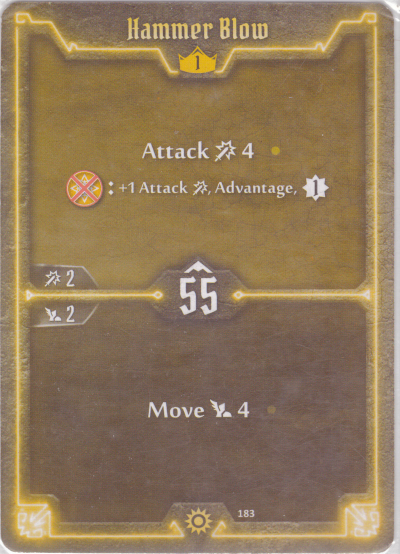 Hammer Blow
1
Attack 4
: +1 Attack , Advantage, 1
2
55
2
Move 4
183